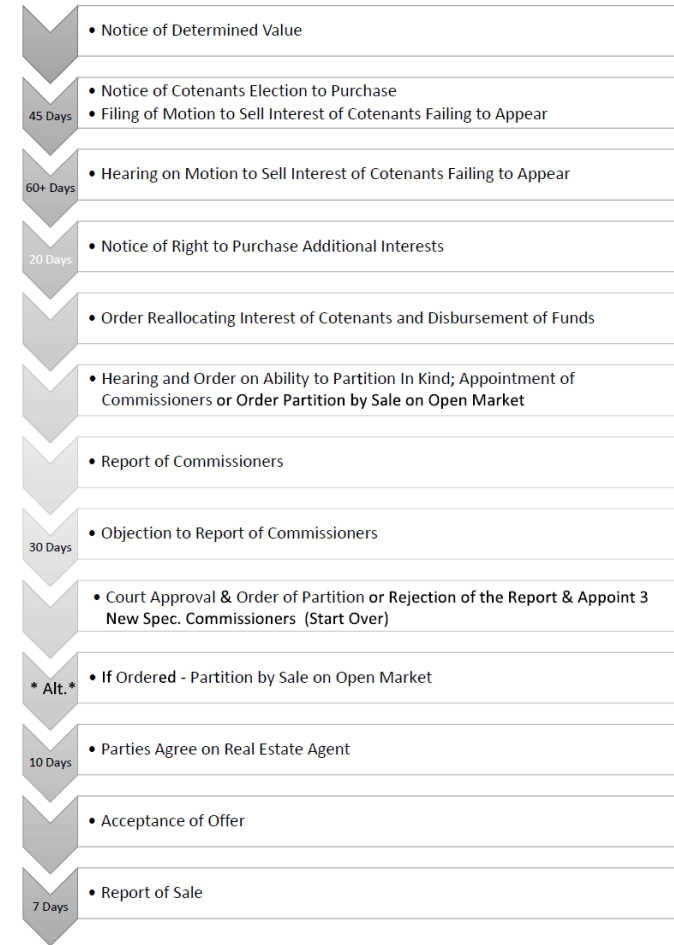 • Notice of Determined Value
• Notice of Cotenants Election to Purchase
45 Days • Filing of Motion to Sell Interest of Cotenants Failing to Appear
60+ Days • Hearing on Motion to Sell Interest of Cotenants Failing to Appear
20 Days • Notice of Right to Purchase Additional Interests
• Order Reallocating Interest of Cotenants and Disbursement of Funds
• Hearing and Order on Ability to Partition In Kind; Appointment of
Commissioners or Order Partition by Sale on Open Market
• Report of Commissioners
30 Days • Objection to Report of Commissioners
• Court Approval & Order of Partition or Rejection of the Report & Appoint 3
New Spec. Commissioners (Start Over)
* Alt.* • If Ordered - Partition by Sale on Open Market
10 Days • Parties Agree on Real Estate Agent
• Acceptance of Offer
7 Days • Report of Sale